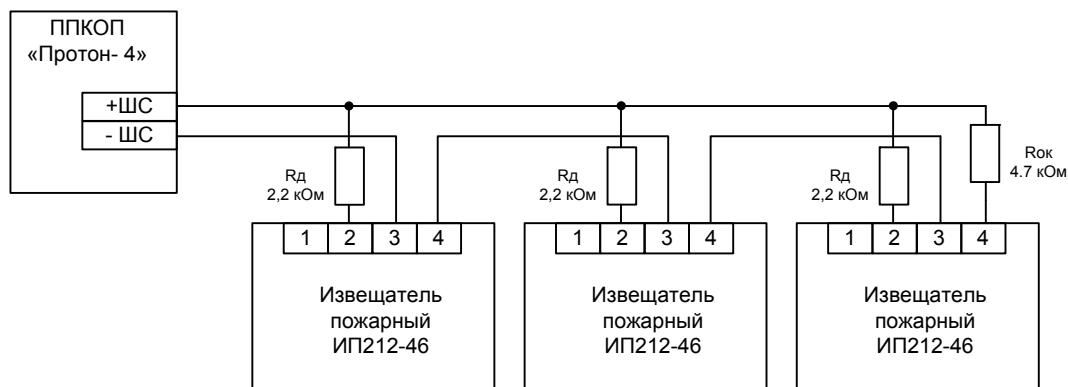 ППКОП
«Протон- 4»
+ШС
- ШС
Rд
2,2 кОм
Rд
2,2 кОм
Rд
2,2 кОм
Rок
4.7 кОм
1 2 3 4
1 2 3 4
1 2 3 4
Извещатель
пожарный
ИП212-46
Извещатель
пожарный
ИП212-46
Извещатель
пожарный
ИП212-46